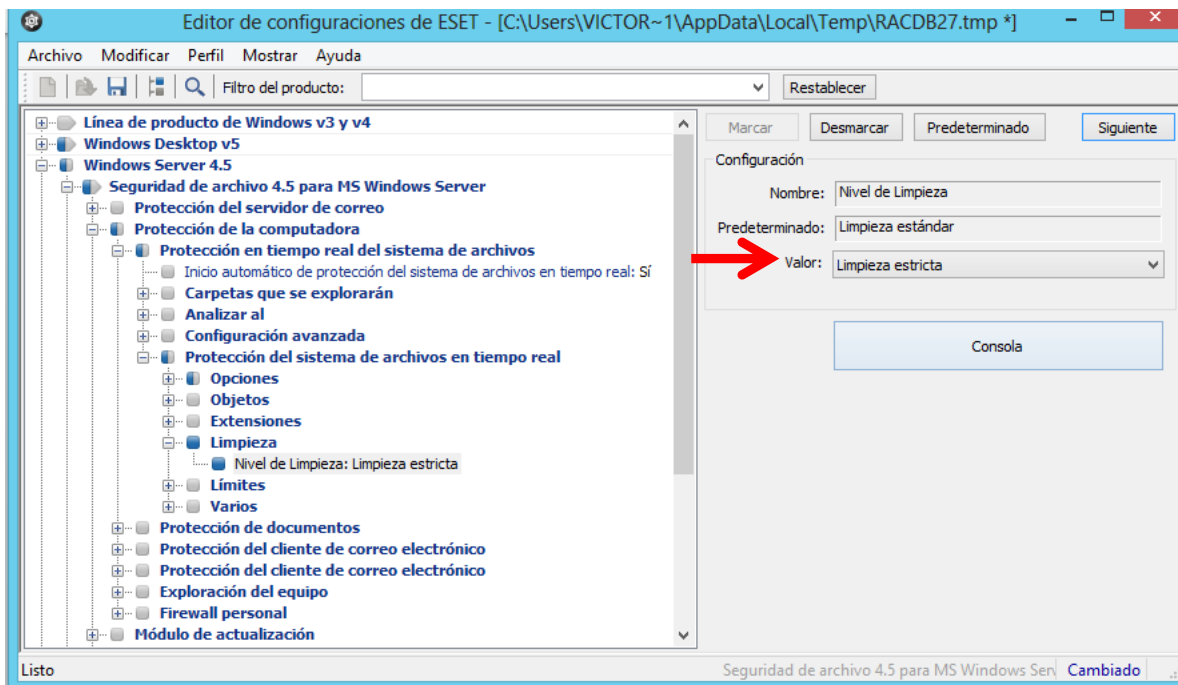 Editor de configuraciones de ESET - [C:\Users\VICTOR~1\AppData\Local\Temp\RACDB27.tmp *]
Archivo Modificar Perfil Mostrar Ayuda
Filtro del producto: Restablecer
Línea de producto de Windows v3 y v4
Windows Desktop v5
Windows Server 4.5
Seguridad de archivo 4.5 para MS Windows Server
Protección del servidor de correo
Protección de la computadora
Protección en tiempo real del sistema de archivos
Inicio automático de protección del sistema de archivos en tiempo real: Sí
Carpetas que se explorarán
Analizar al
Configuración avanzada
Protección del sistema de archivos en tiempo real
Opciones
Objetos
Extensiones
Limpieza
Nivel de Limpieza: Limpieza estricta
Límites
Varios
Protección de documentos
Protección del cliente de correo electrónico
Protección del cliente de correo electrónico
Exploración del equipo
Firewall personal
Módulo de actualización
Marcar Desmarcar Predeterminado Siguiente
Configuración
Nombre: Nivel de Limpieza
Predeterminado: Limpieza estándar
Valor: Limpieza estricta
Consola
Listo
Seguridad de archivo 4.5 para MS Windows Serv Cambiado